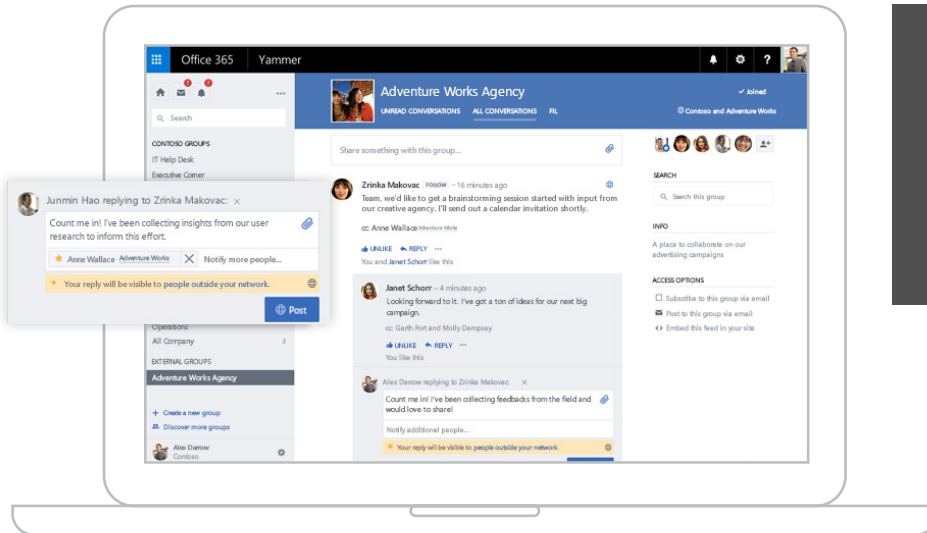 Office 365 Yammer ?
Search
CONTOSO GROUPS
IT Help Desk
Executive Corner
Junmin Hao replying to Zrinka Makovac: ×
Count me in! I've been collecting insights from our user
research to inform this effort.
Anne Wallace Adventure Works × Notify more people...
Your reply will be visible to people outside your network.
Post
Operations
All Company 3
EXTERNAL GROUPS
Adventure Works Agency
+ Create a new group
Discover more groups
Alex Darrow
Contoso
Adventure Works Agency
UNREAD CONVERSATIONS ALL CONVERSATIONS FIL
Joined
Contoso and Adventure Works
Share something with this group...
Zrinka Makovac FOLLOW – 16 minutes ago
Team, we'd like to get a brainstorming session started with input from
our creative agency. I'll send out a calendar invitation shortly.
cc: Anne Wallace Adventure Works
UNLIKE REPLY ...
You and Janet Schorr like this
Janet Schorr – 4 minutes ago
Looking forward to it. I've got a ton of ideas for our next big
campaign.
cc: Garth Fort and Molly Dempsey
UNLIKE REPLY ...
You like this
Alex Darrow replying to Zrinka Makovac ×
Count me in! I've been collecting feedbacks from the field and
would love to share!
Notify additional people...
Your reply will be visible to people outside your network.
SEARCH
Search this group
INFO
A place to collaborate on our
advertising campaigns
ACCESS OPTIONS
Subscribe to this group via email
Post to this group via email
Embed this feed in your site